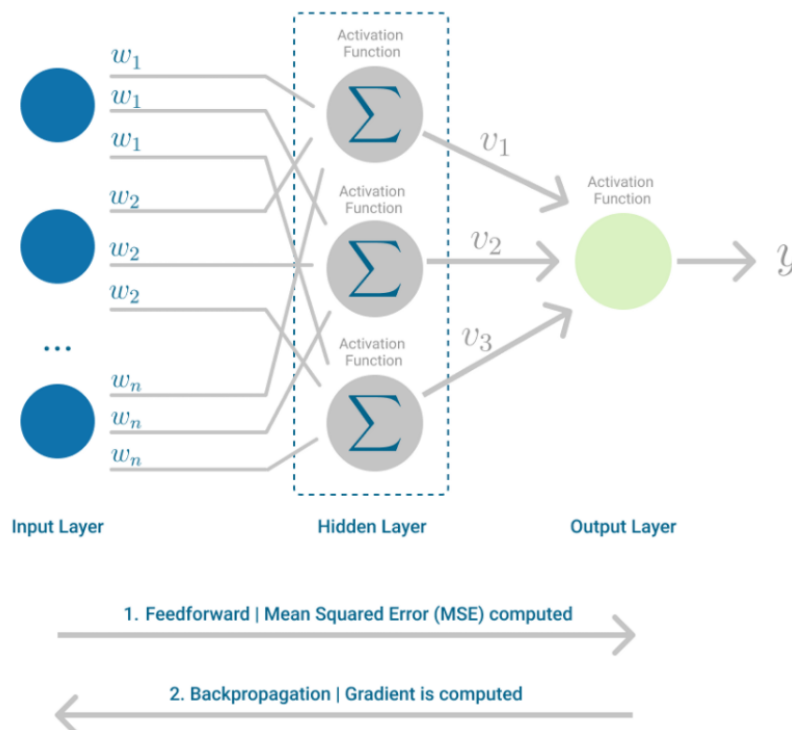 Activation
Function
w₁
w₁
w₁
Σ
v₁
w₂
Activation
Function
Activation
Function
w₂
Σ
v₂
y
w₂
v₃
...
Activation
Function
wₙ
wₙ
Σ
wₙ
Input Layer
Hidden Layer
Output Layer
1. Feedforward | Mean Squared Error (MSE) computed
2. Backpropagation | Gradient is computed